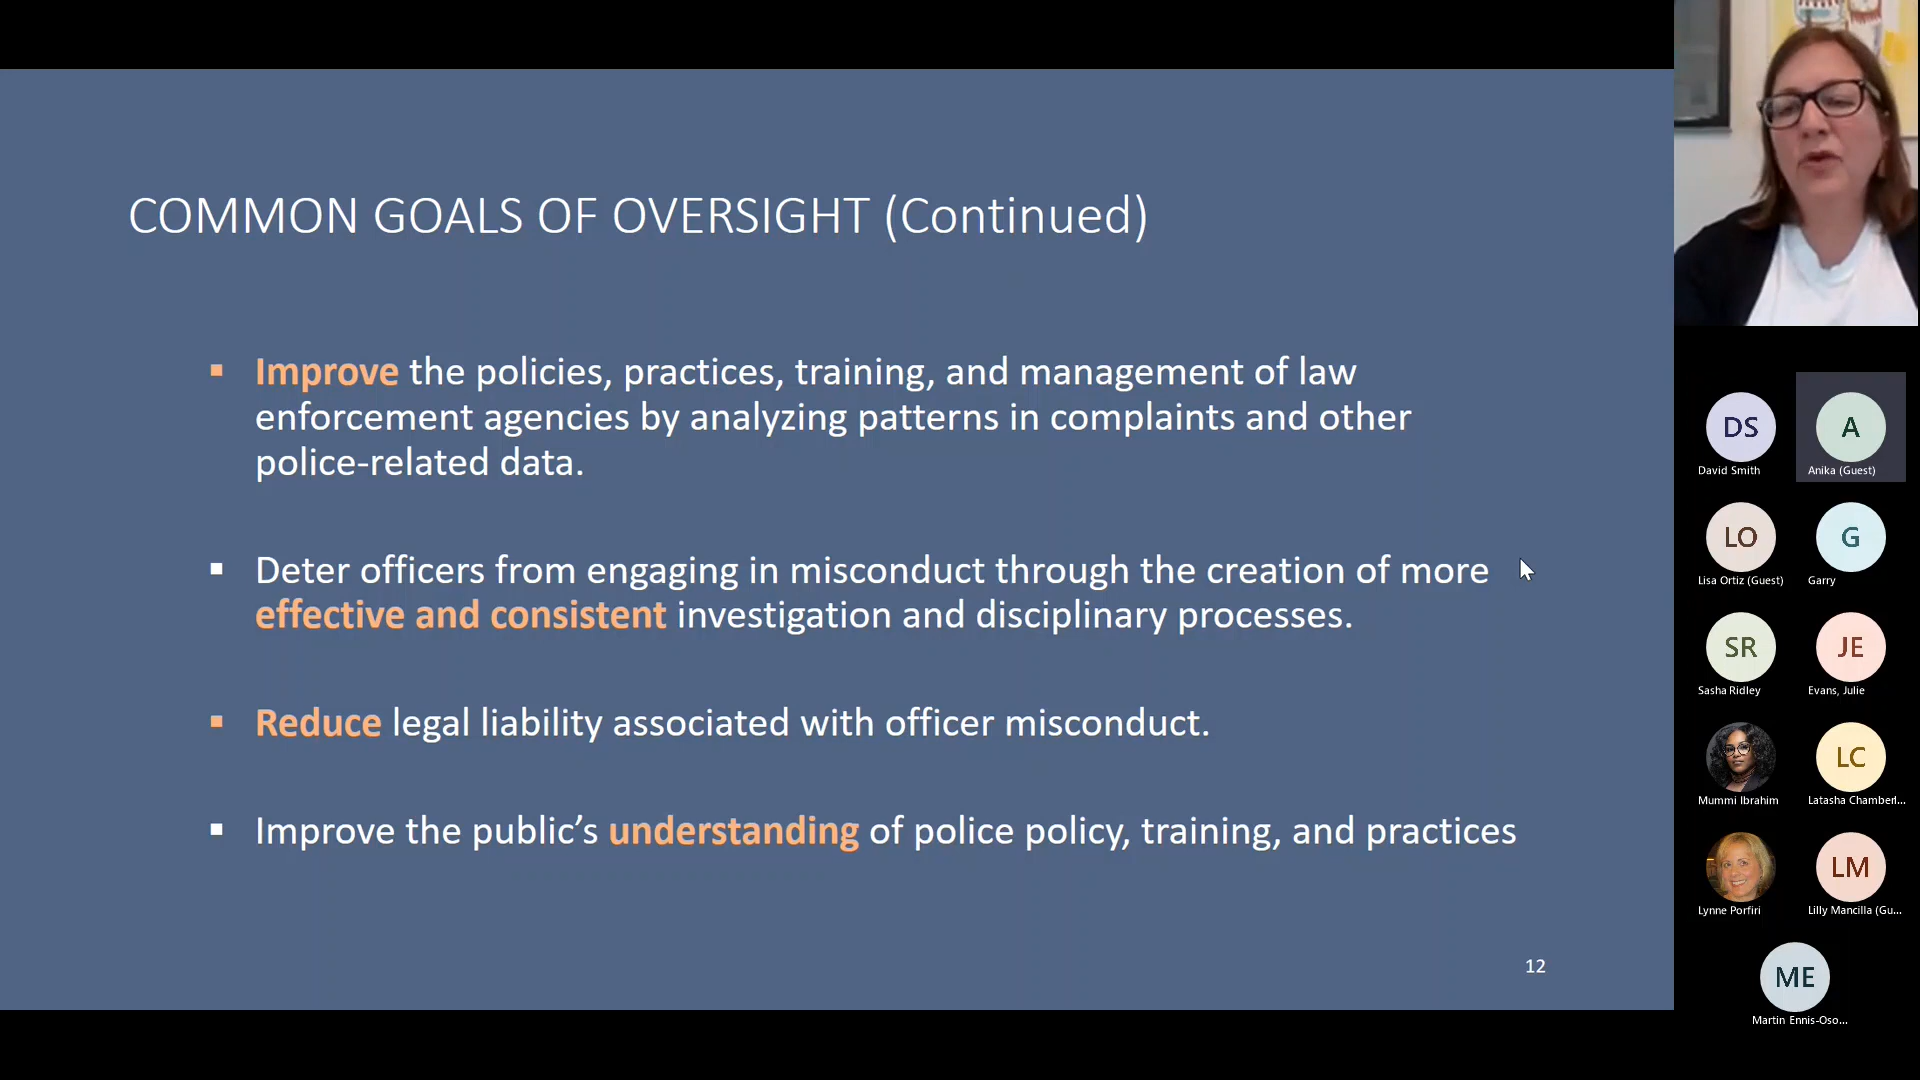 COMMON GOALS OF OVERSIGHT (Continued)
▪ Improve the policies, practices, training, and management of law
enforcement agencies by analyzing patterns in complaints and other
police-related data.
▪ Deter officers from engaging in misconduct through the creation of more
effective and consistent investigation and disciplinary processes.
▪ Reduce legal liability associated with officer misconduct.
▪ Improve the public’s understanding of police policy, training, and practices
12
DS
David Smith
A
Anika (Guest)
LO
Lisa Ortiz (Guest)
G
Garry
SR
Sasha Ridley
JE
Evans, Julie
Mummi Ibrahim
LC
Latasha Chamberl...
Lynne Porfiri
LM
Lilly Mancilla (Gu...
ME
Martin Ennis-Oso...